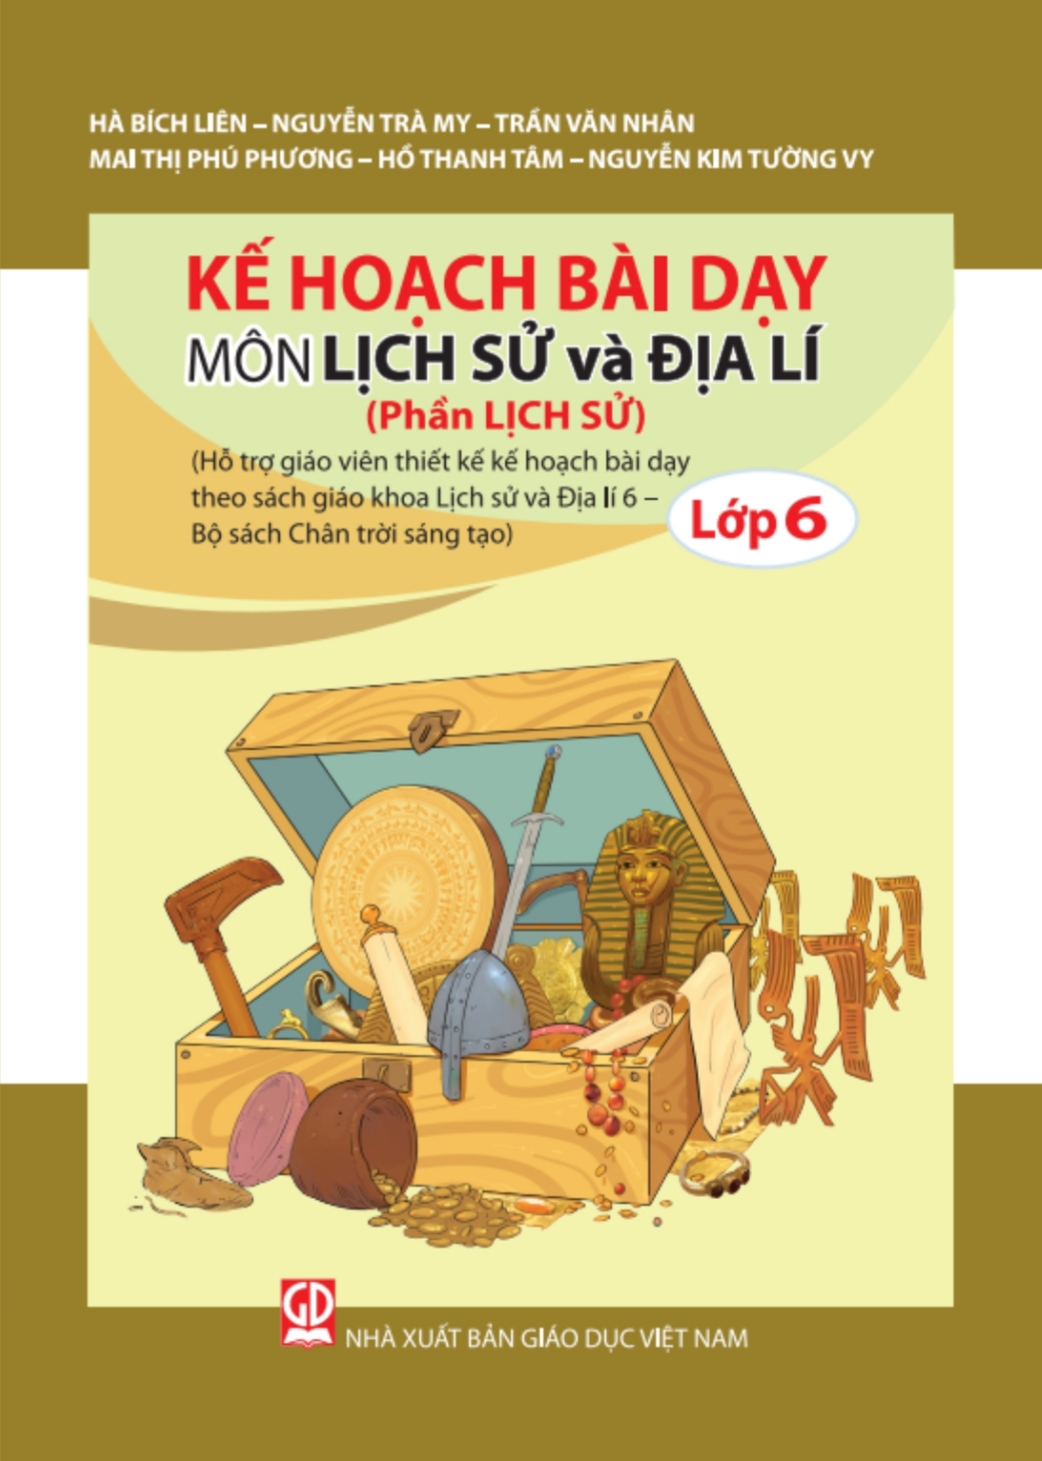 HÀ BÍCH LIÊN – NGUYỄN TRÀ MY – TRẦN VĂN NHÂN
MAI THỊ PHÚ PHƯƠNG – HỒ THANH TÂM – NGUYỄN KIM TƯỜNG VY
KẾ HOẠCH BÀI DẠY
MÔN LỊCH SỬ và ĐỊA LÍ
(Phần LỊCH SỬ)
(Hỗ trợ giáo viên thiết kế kế hoạch bài dạy
theo sách giáo khoa Lịch sử và Địa lí 6 –
Bộ sách Chân trời sáng tạo)
Lớp 6
GD
NHÀ XUẤT BẢN GIÁO DỤC VIỆT NAM